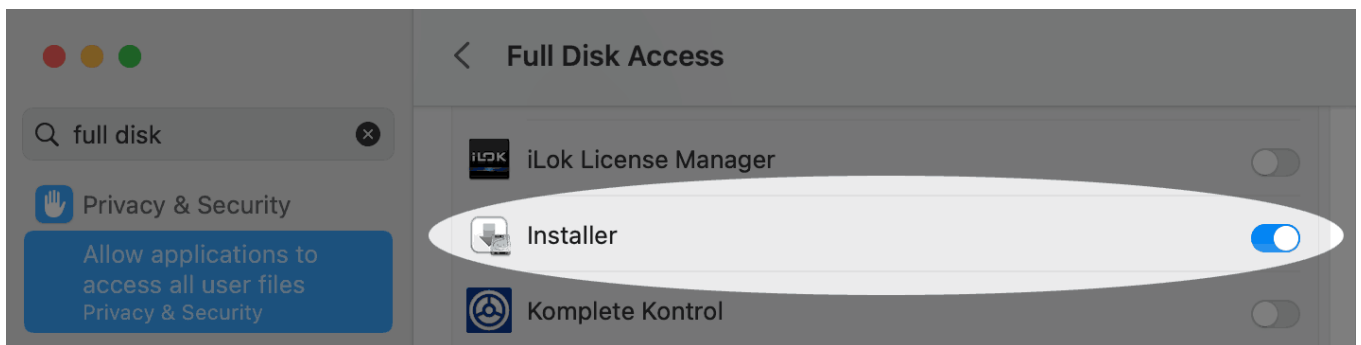 Full Disk Access
full disk
Privacy & Security
Allow applications to
access all user files
Privacy & Security
iLOK
iLok License Manager
Installer
Komplete Kontrol